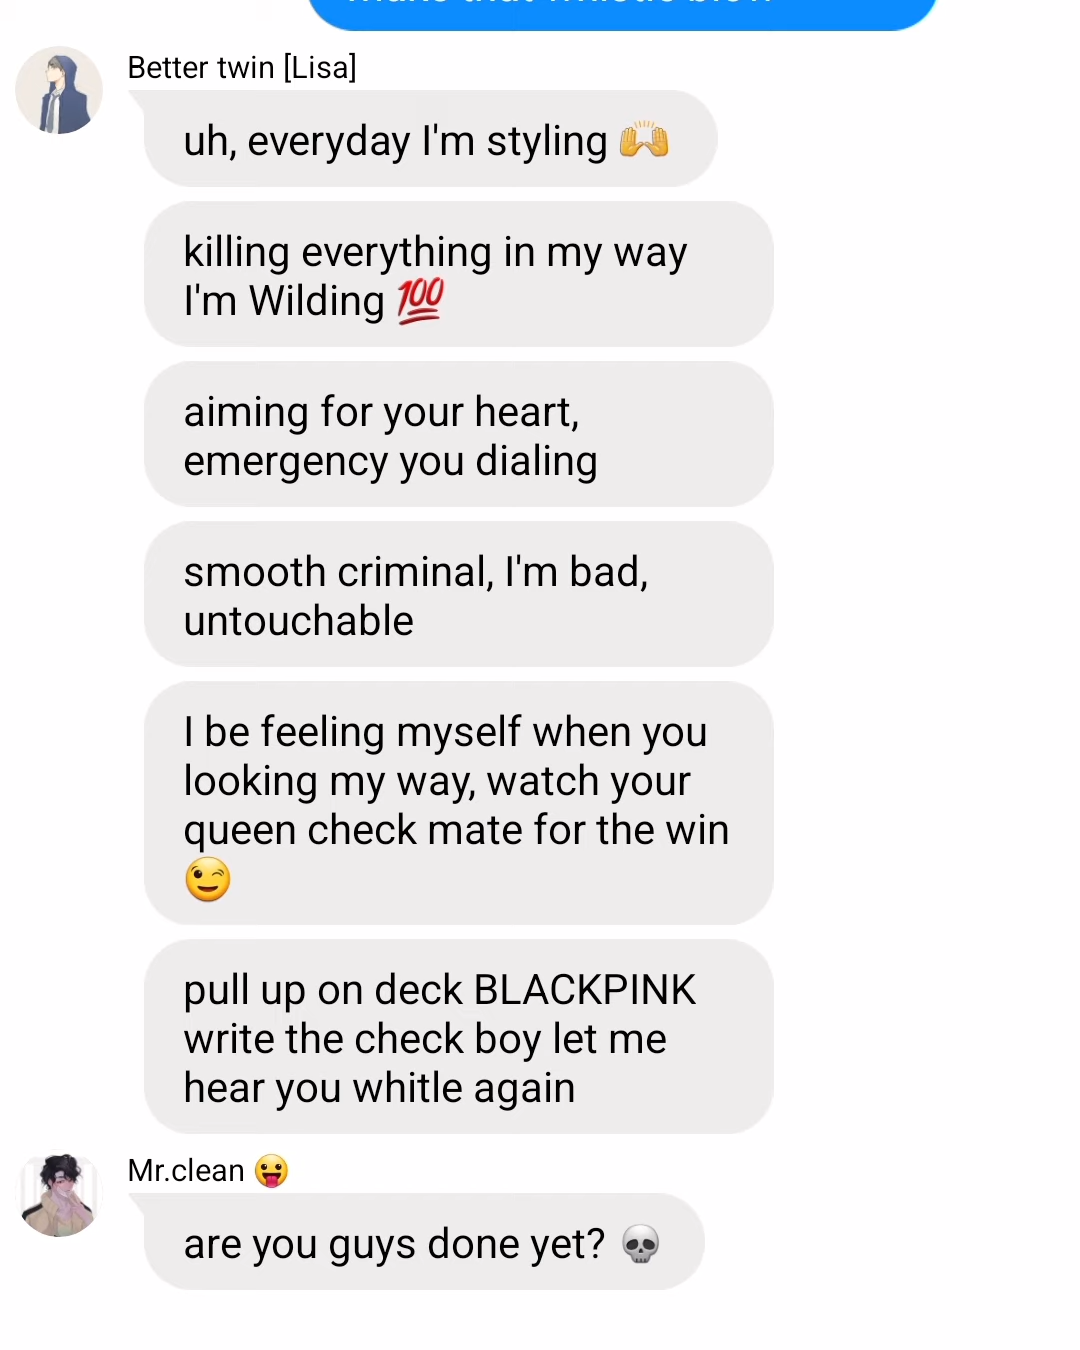 Better twin [Lisa]
uh, everyday I'm styling 🙌
killing everything in my way
I'm Wilding 💯
aiming for your heart,
emergency you dialing
smooth criminal, I'm bad,
untouchable
I be feeling myself when you
looking my way, watch your
queen check mate for the win
😉
pull up on deck BLACKPINK
write the check boy let me
hear you whitle again
Mr.clean 😛
are you guys done yet? 💀